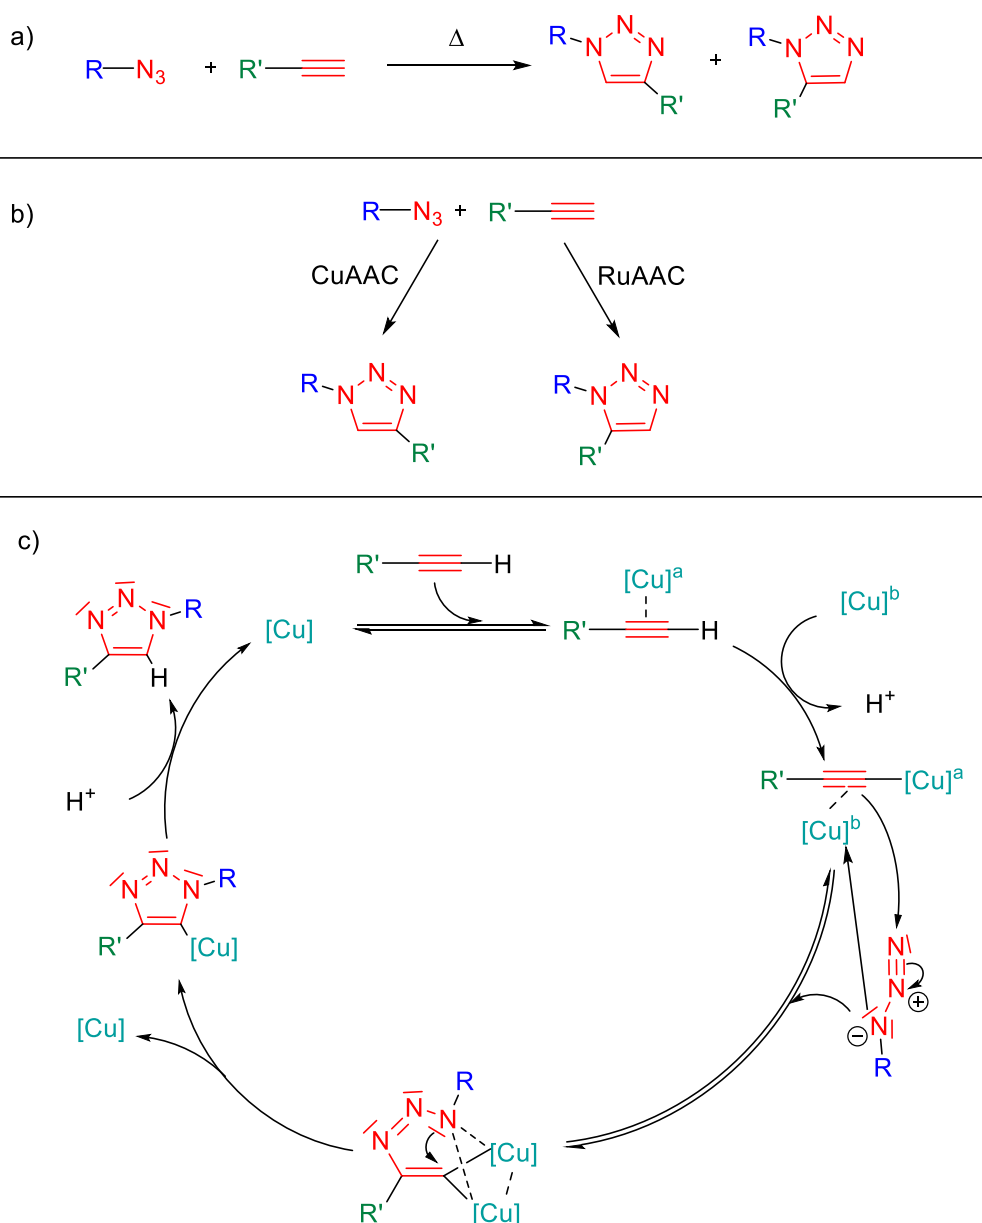 a)
R N₃ + R' Δ R N N N R' + R N N N R'
b)
R N₃ + R'
CuAAC RuAAC
R N N N R' R N N N R'
c)
R' H
[Cu]ᵃ
[Cu]ᵇ
N N N R R' H
[Cu]
R' H
H⁺
R' [Cu]ᵃ
[Cu]ᵇ
H⁺
N N N R
R' [Cu]
N N + N − R
[Cu]
N N N R
[Cu]
R' [Cu]